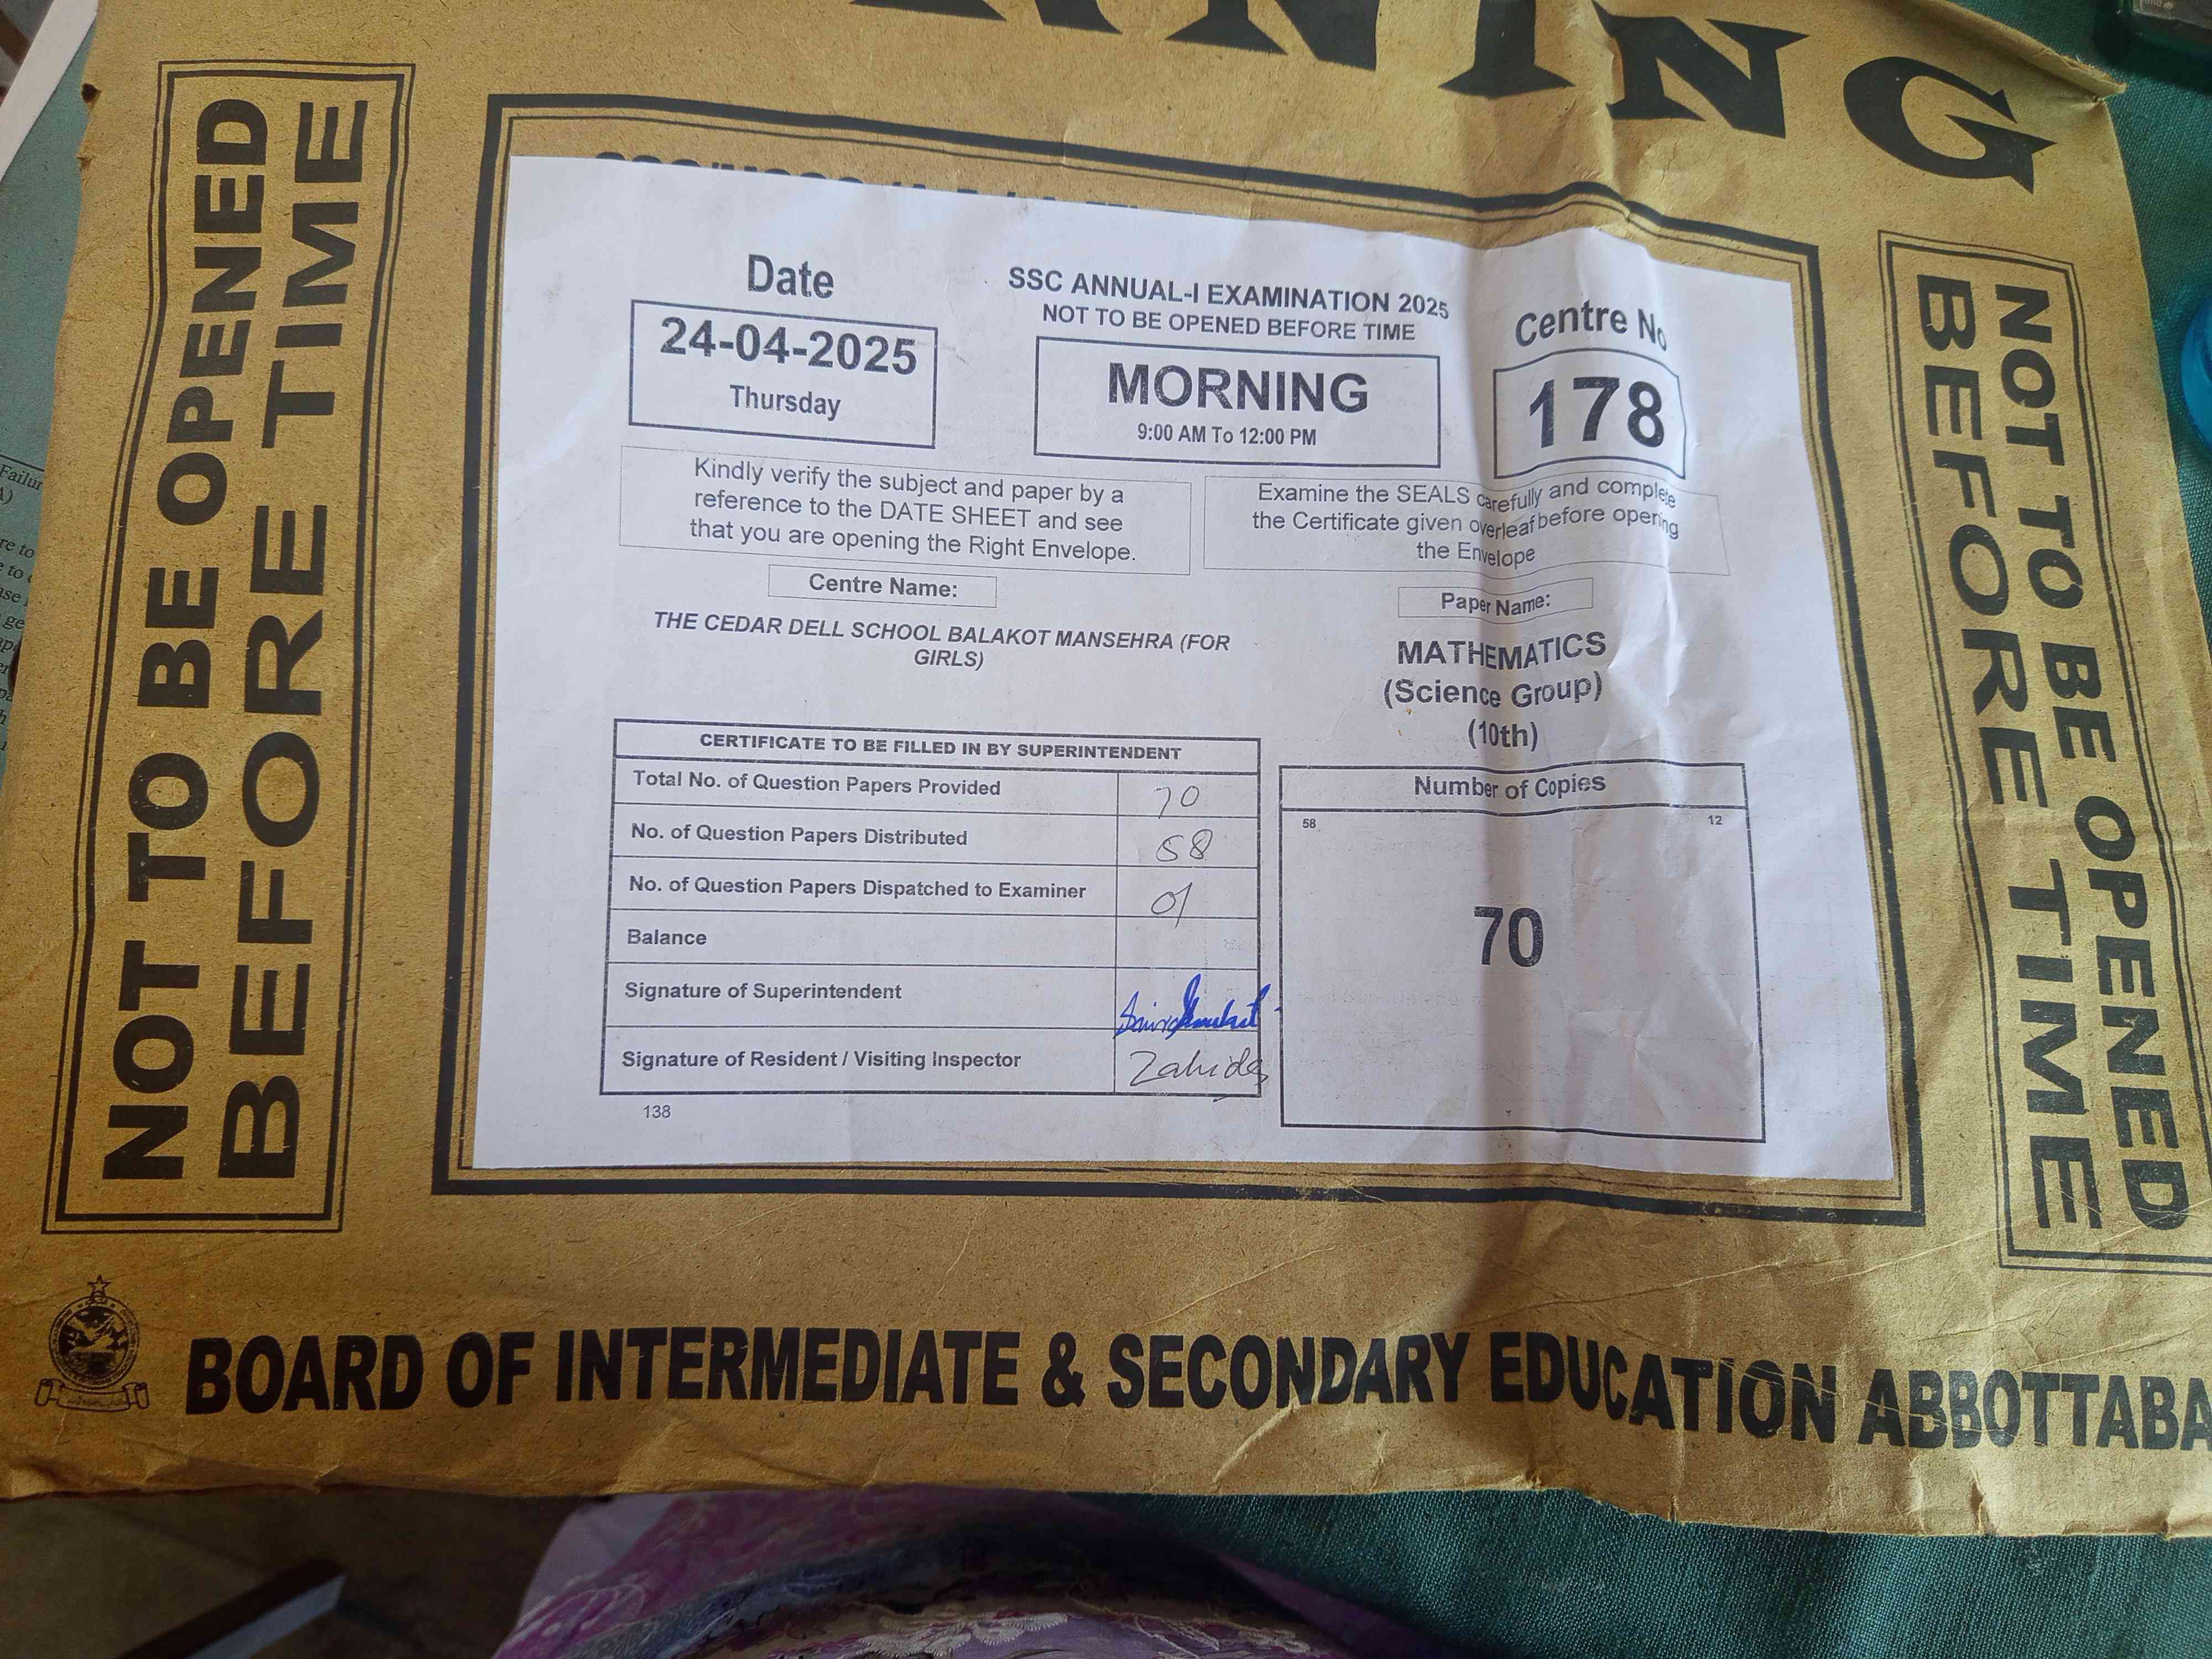 RNING
NOT TO BE OPENED
BEFORE TIME
Date
24-04-2025
Thursday
SSC ANNUAL-I EXAMINATION 2025
NOT TO BE OPENED BEFORE TIME
MORNING
9:00 AM To 12:00 PM
Centre No
178
Kindly verify the subject and paper by a
reference to the DATE SHEET and see
that you are opening the Right Envelope.
Examine the SEALS carefully and complete
the Certificate given overleaf before opening
the Envelope
Centre Name:
THE CEDAR DELL SCHOOL BALAKOT MANSEHRA (FOR
GIRLS)
Paper Name:
MATHEMATICS
(Science Group)
(10th)
CERTIFICATE TO BE FILLED IN BY SUPERINTENDENT
Total No. of Question Papers Provided 70
No. of Question Papers Distributed 58
No. of Question Papers Dispatched to Examiner 01
Balance
Signature of Superintendent
Signature of Resident / Visiting Inspector Zahida
138
Number of Copies
58 12
70
NOT TO BE OPENED
BEFORE TIME
BOARD OF INTERMEDIATE & SECONDARY EDUCATION ABBOTTABA